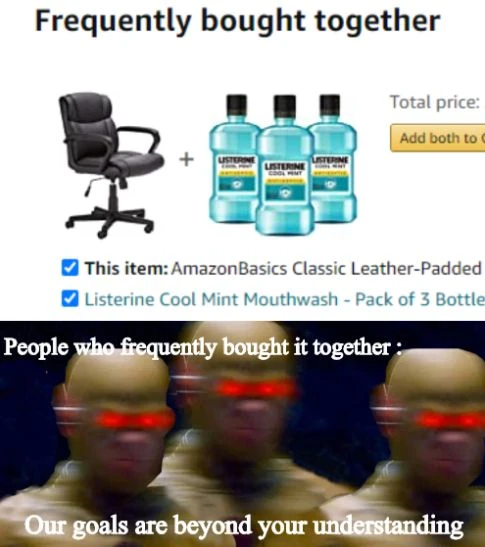 Frequently bought together
Total price:
Add both to
+
LISTERINE LISTERINE LISTERINE
COOL MINT COOL MINT COOL MINT
ANTISEPTIC ANTISEPTIC ANTISEPTIC
This item: AmazonBasics Classic Leather-Padded
Listerine Cool Mint Mouthwash - Pack of 3 Bottle
People who frequently bought it together :
Our goals are beyond your understanding